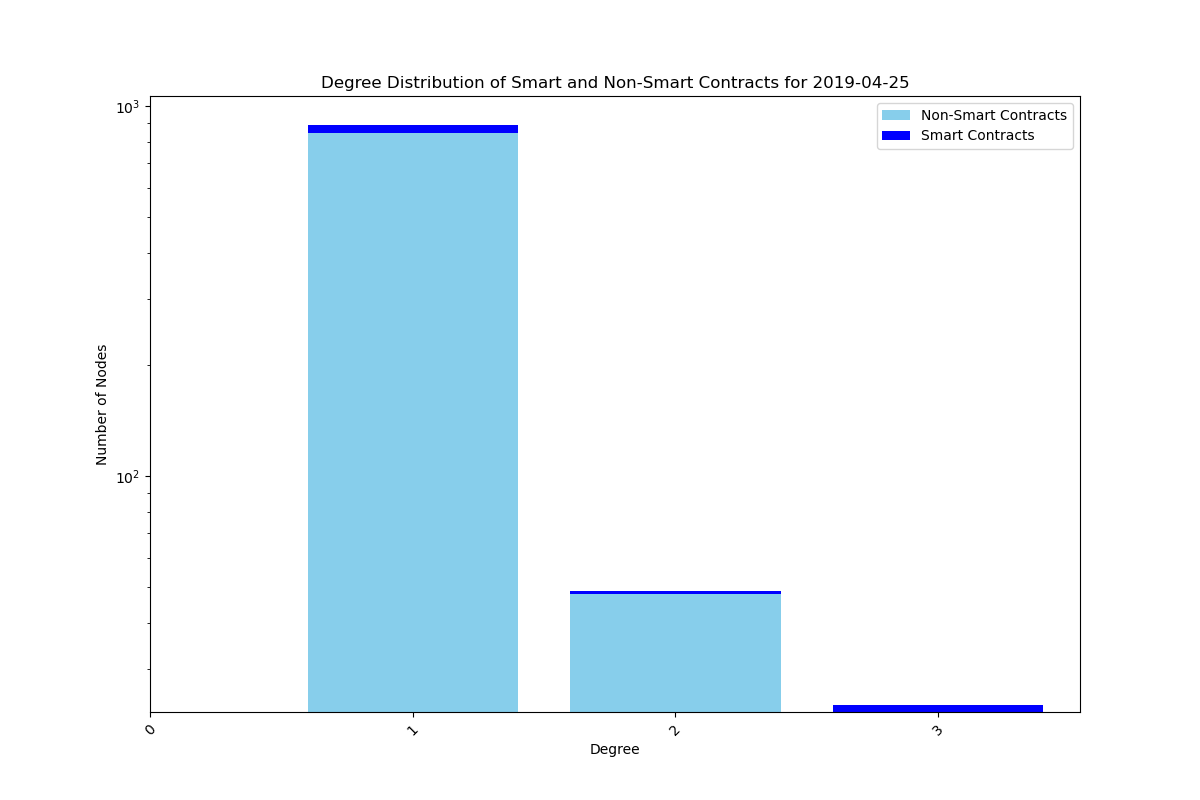 Degree Distribution of Smart and Non-Smart Contracts for 2019-04-25
10³
Non-Smart Contracts
Smart Contracts
Number of Nodes
10²
0
1
2
3
Degree